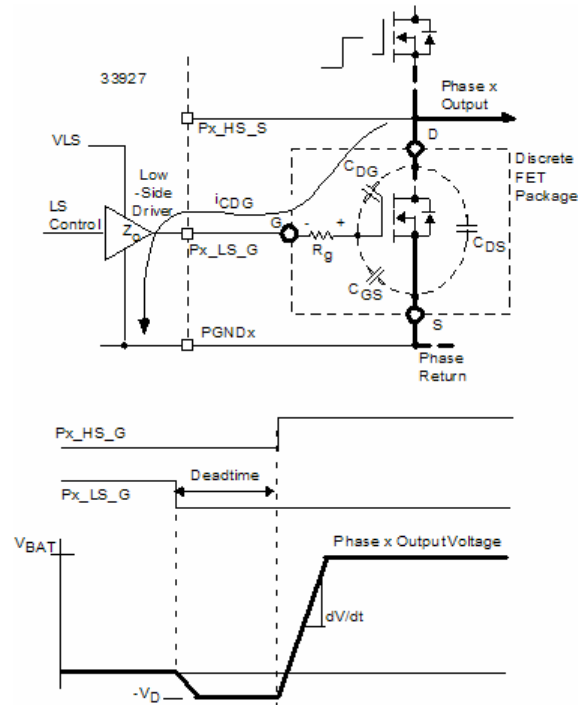 33927
Phase x
Output
Px_HS_S
D
VLS
Discrete
FET
Package
Low
-Side
Driver
CDG
iCDG
LS
Control
G
- +
Zo
Px_LS_G
Rg
CDS
CGS
S
PGNDx
Phase
Return
Px_HS_G
Deadtime
Px_LS_G
VBAT
Phase x Output Voltage
dV/dt
-VD